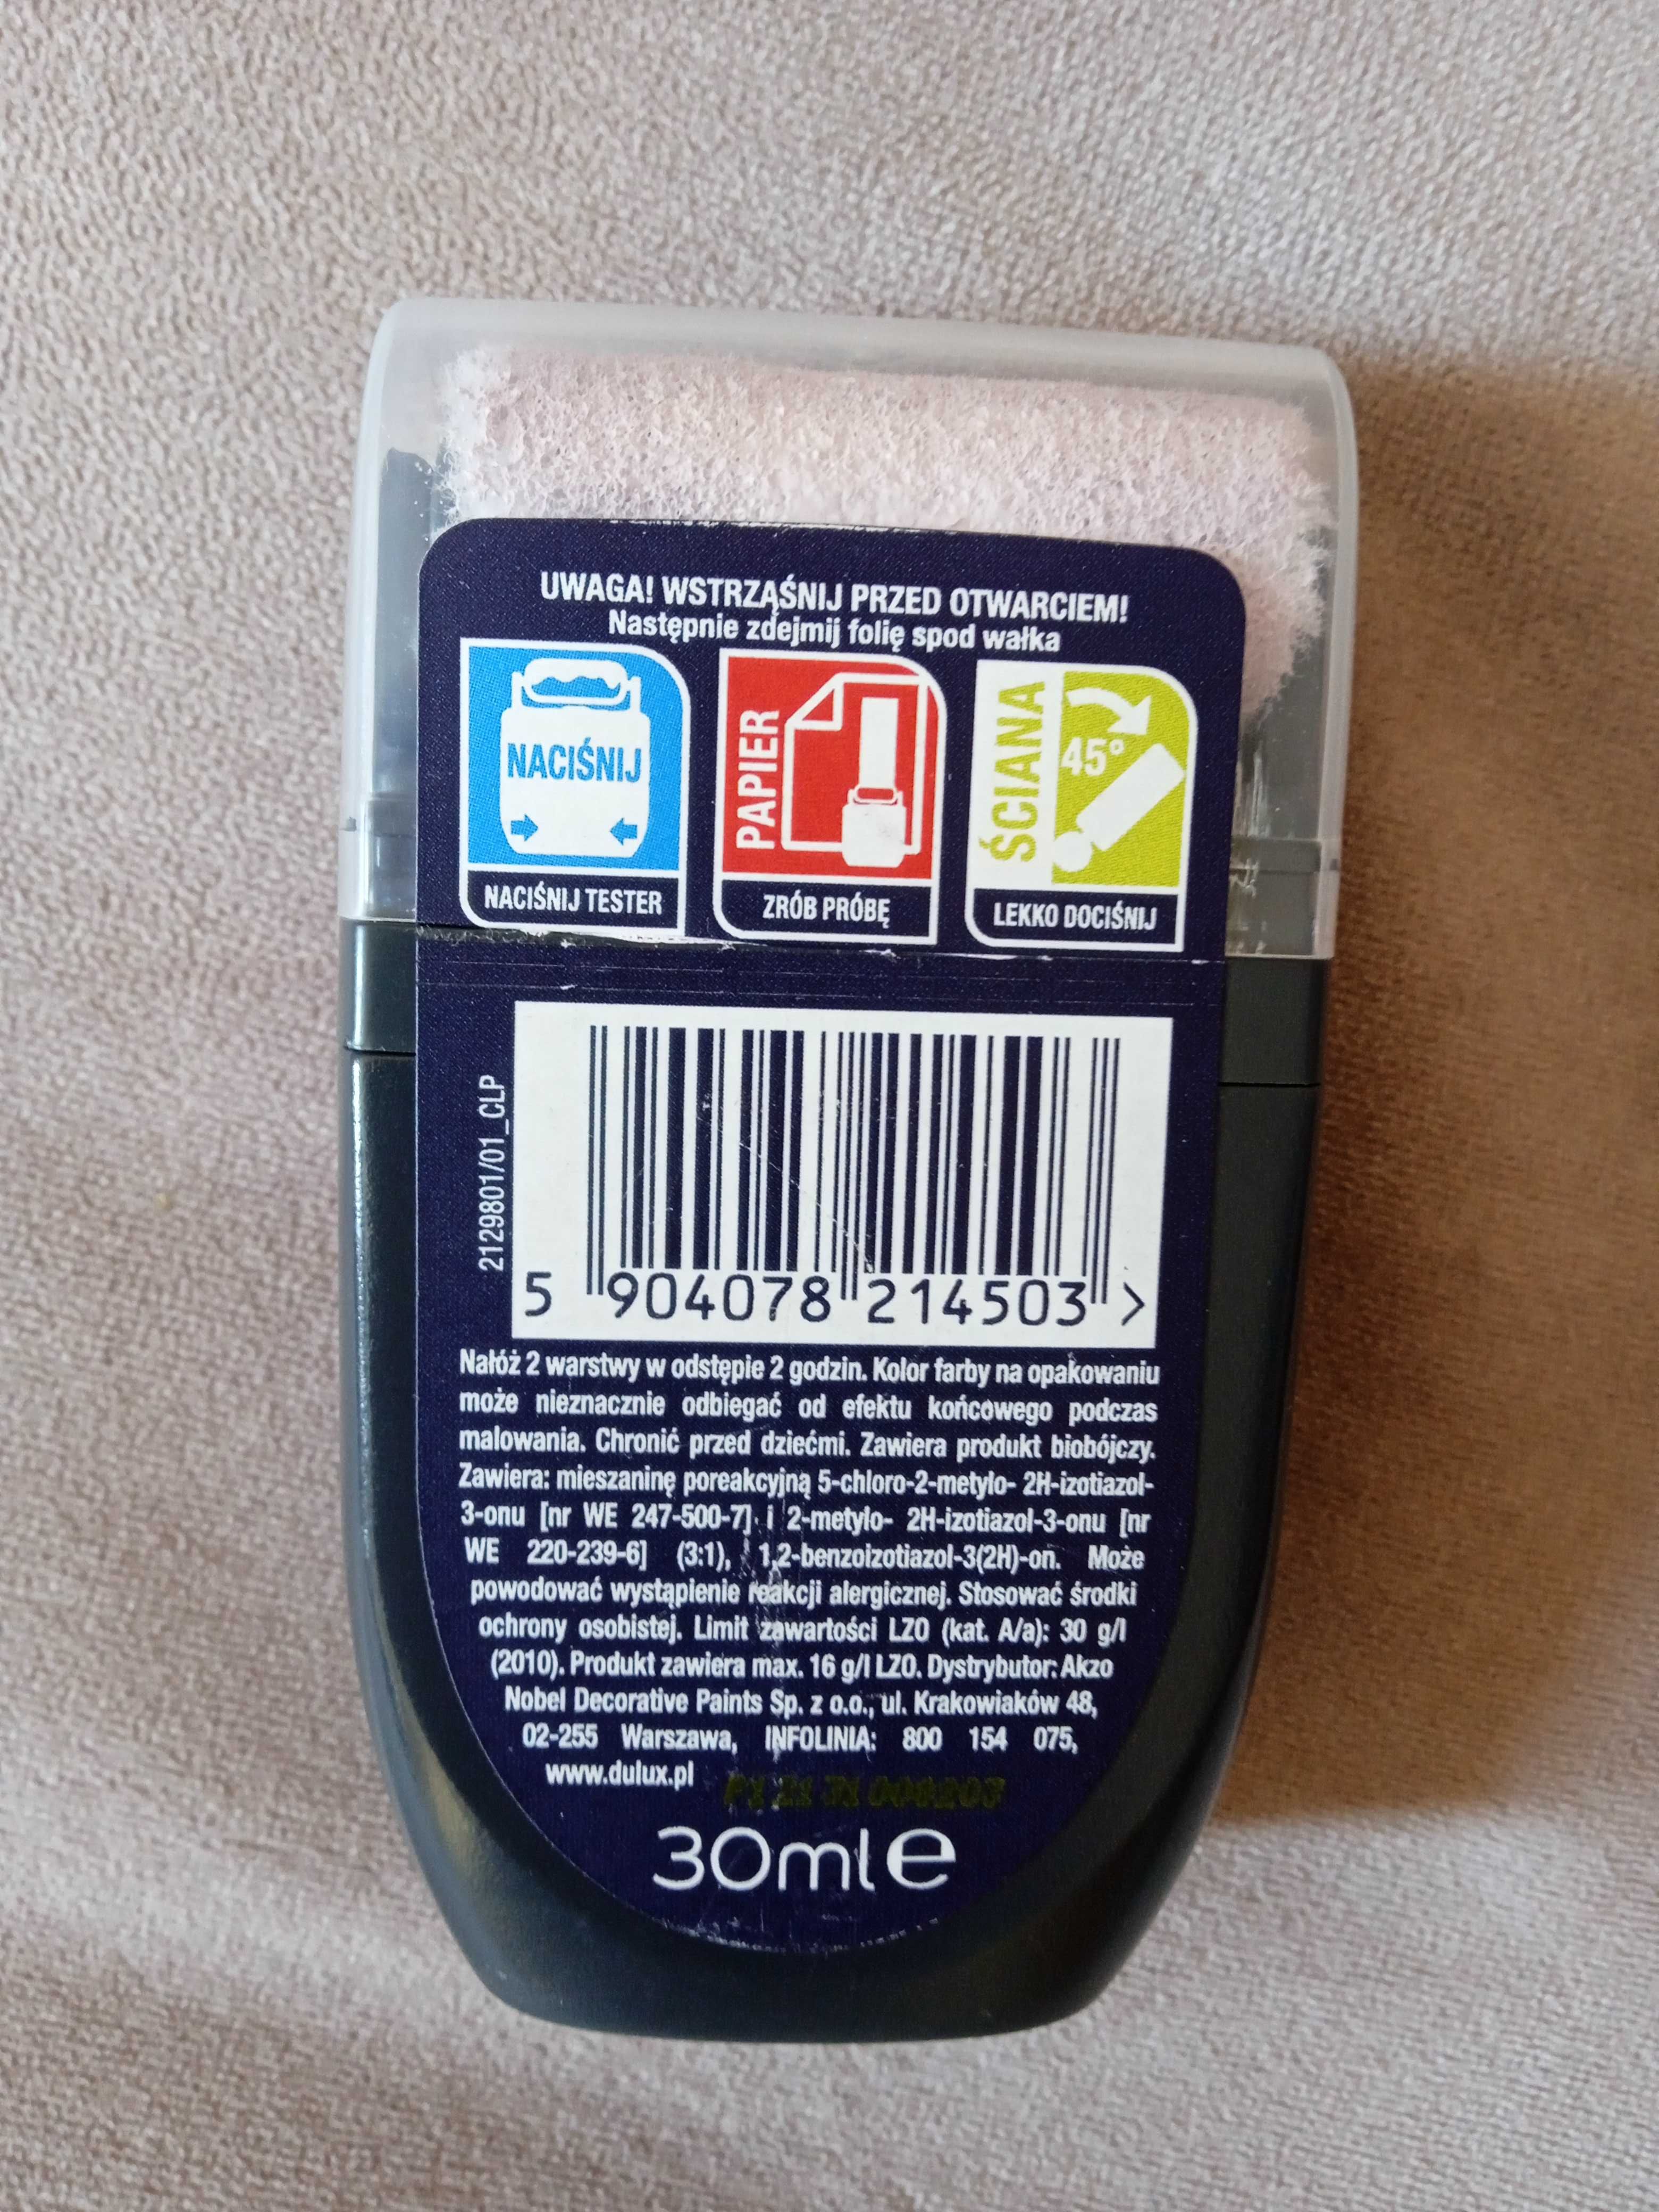 UWAGA! WSTRZĄŚNIJ PRZED OTWARCIEM!
Następnie zdejmij folię spod wałka
NACIŚNIJ
NACIŚNIJ TESTER
PAPIER
ZRÓB PRÓBĘ
ŚCIANA
45°
LEKKO DOCIŚNIJ
2129801/01_CLP
5 904078 214503 >
Nałóż 2 warstwy w odstępie 2 godzin. Kolor farby na opakowaniu
może nieznacznie odbiegać od efektu końcowego podczas
malowania. Chronić przed dziećmi. Zawiera produkt biobójczy.
Zawiera: mieszaninę poreakcyjną 5-chloro-2-metylo- 2H-izotiazol-
3-onu [nr WE 247-500-7] i 2-metylo- 2H-izotiazol-3-onu [nr
WE 220-239-6] (3:1), 1,2-benzoizotiazol-3(2H)-on. Może
powodować wystąpienie reakcji alergicznej. Stosować środki
ochrony osobistej. Limit zawartości LZO (kat. A/a): 30 g/l
(2010). Produkt zawiera max. 16 g/l LZO. Dystrybutor: Akzo
Nobel Decorative Paints Sp. z o.o., ul. Krakowiaków 48,
02-255 Warszawa, INFOLINIA: 800 154 075,
www.dulux.pl
30ml e